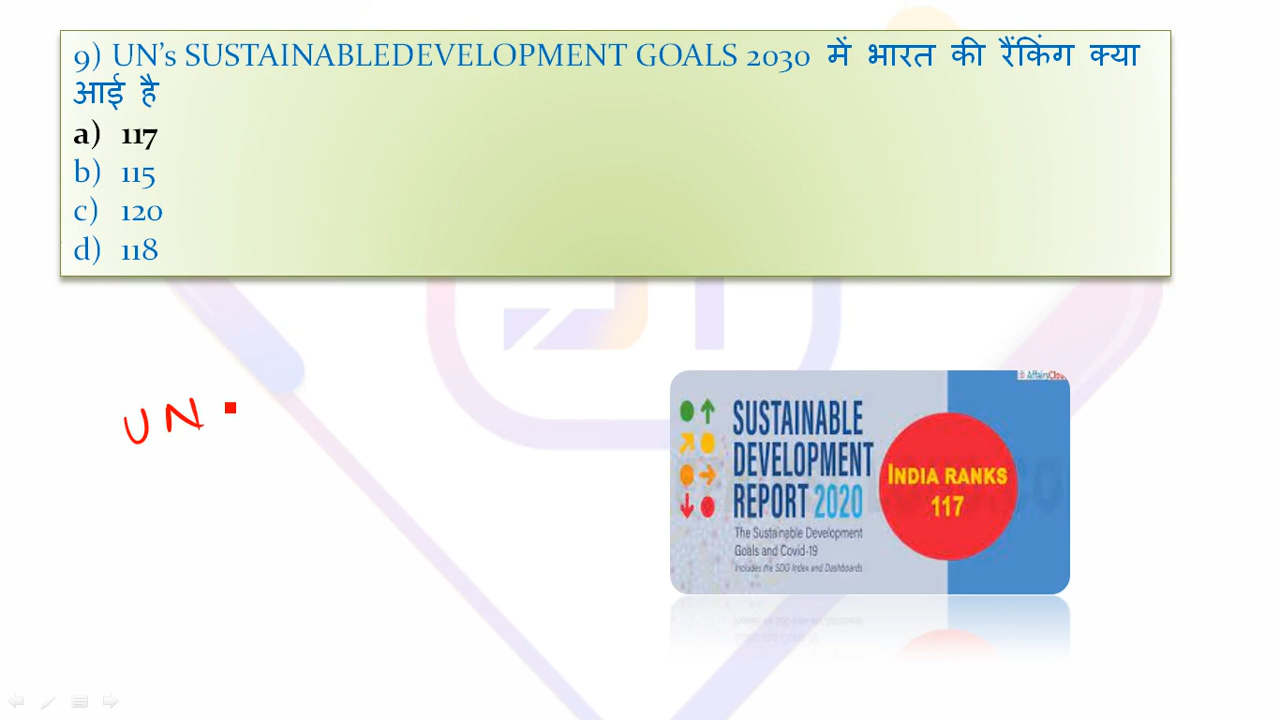 9) UN's SUSTAINABLEDEVELOPMENT GOALS 2030 में भारत की रैंकिंग क्या
आई है
a) 117
b) 115
c) 120
d) 118
UN
AffairsClou
SUSTAINABLE
DEVELOPMENT
REPORT 2020
The Sustainable Development
Goals and Covid-19
Includes the SDG Index and Dashboards
INDIA RANKS
117